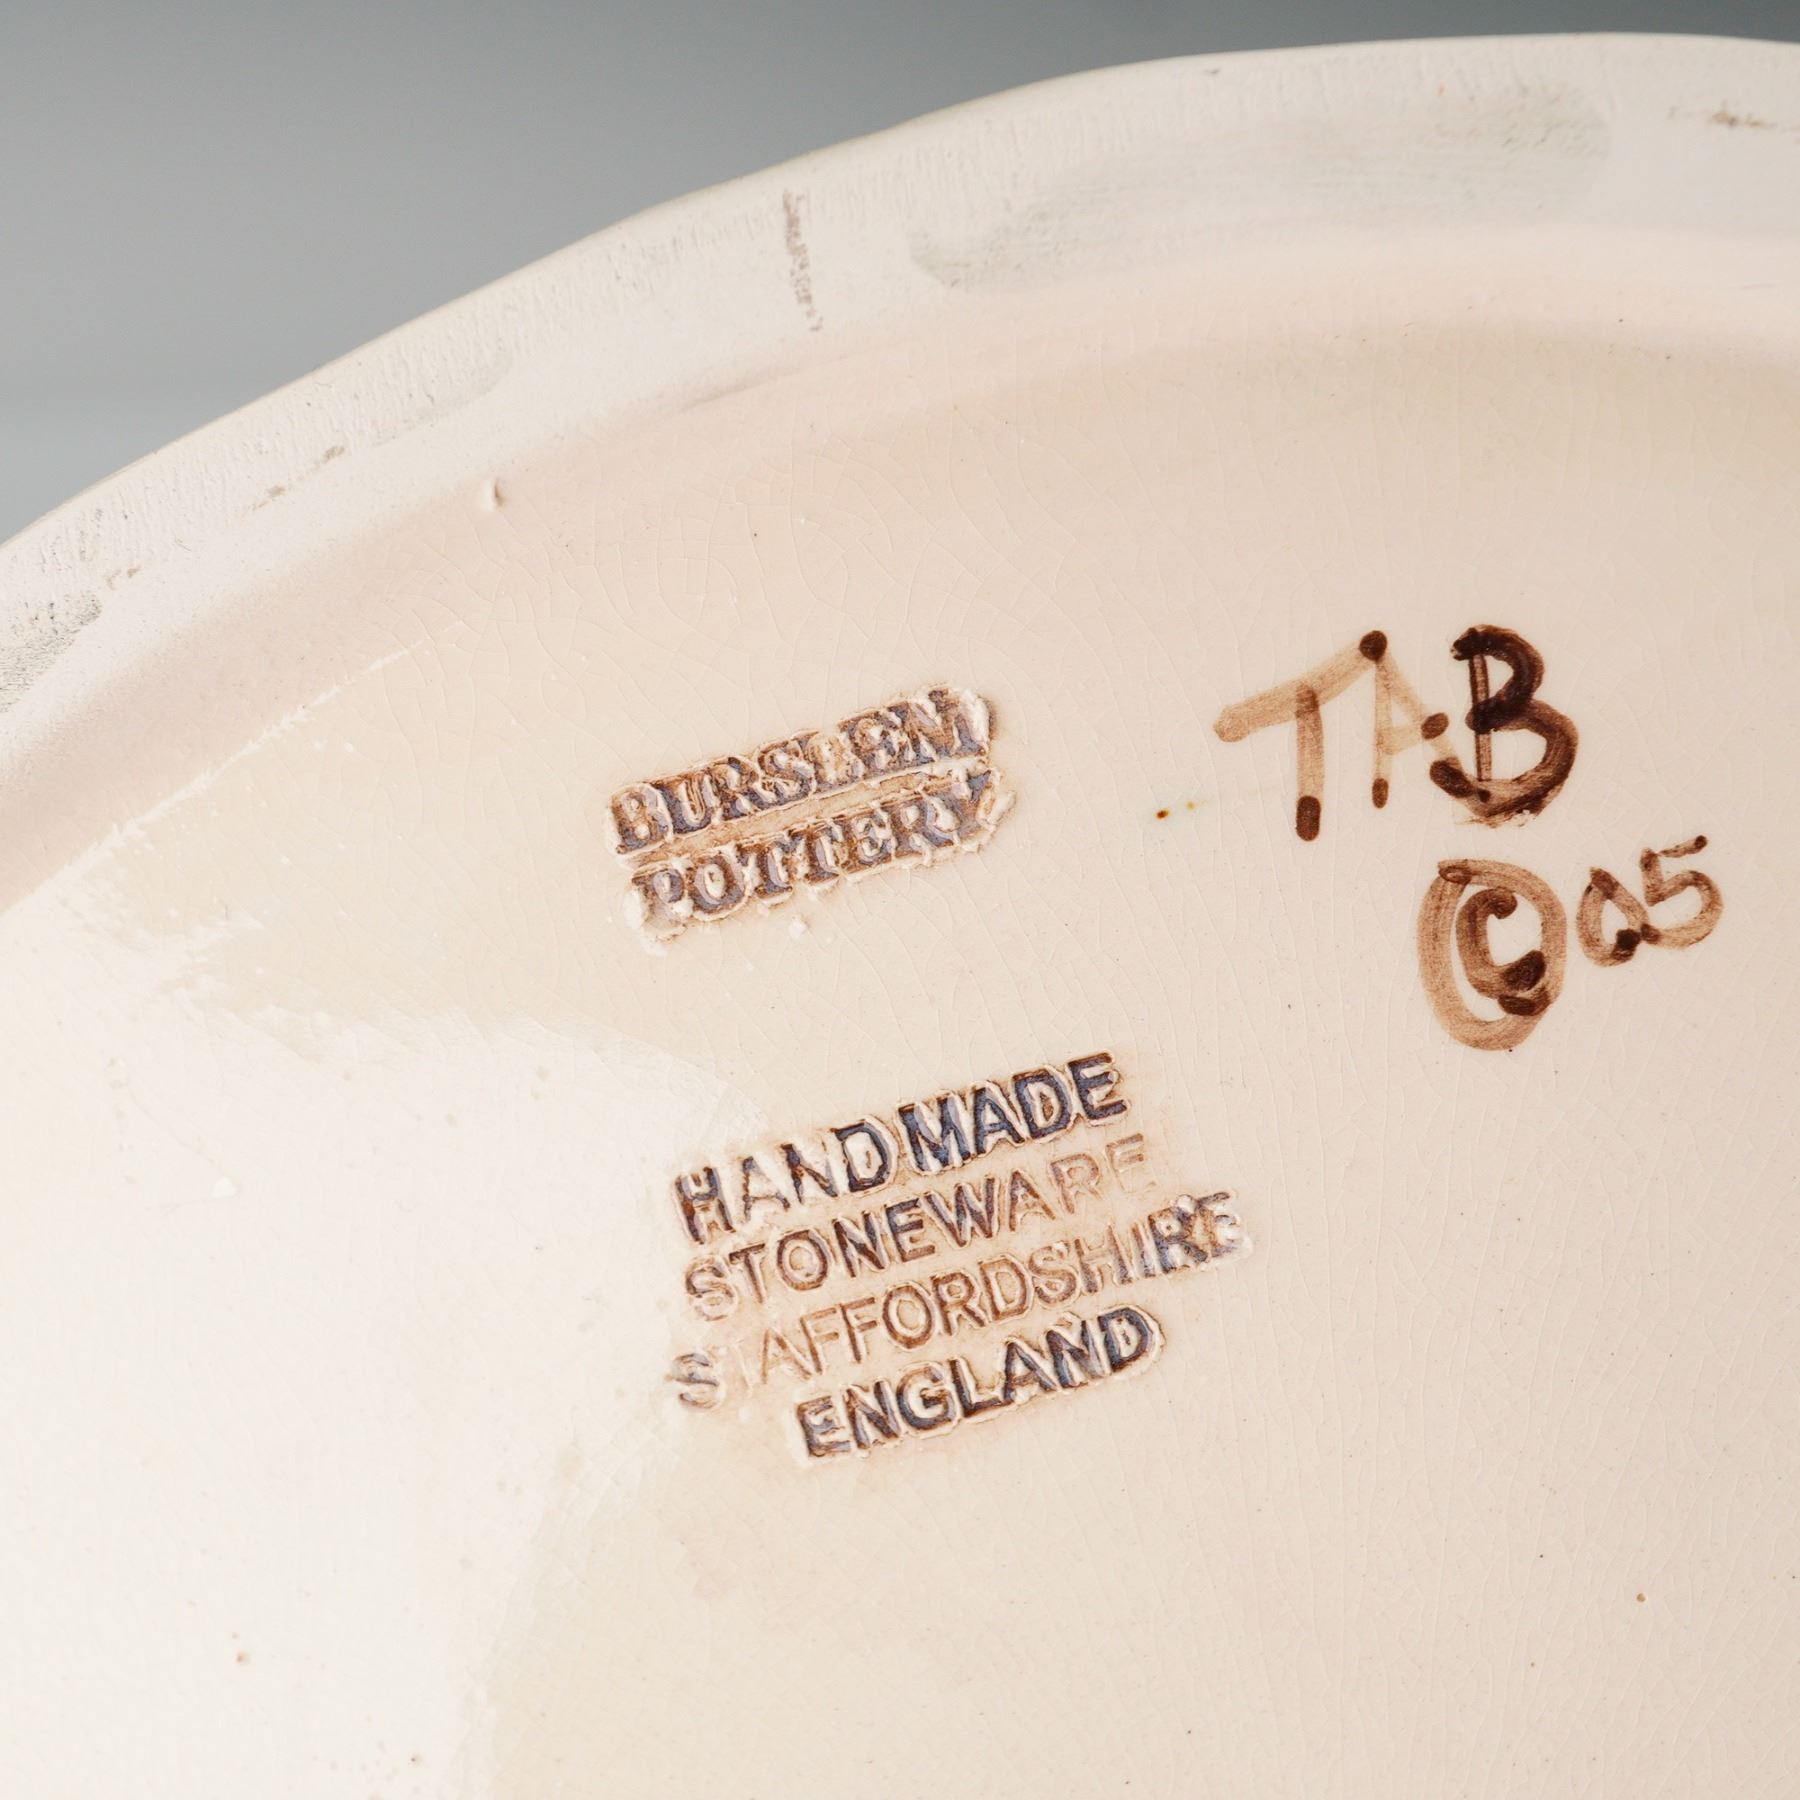 BURSLEM
POTTERY
TAB
© 05
HAND MADE
STONEWARE
STAFFORDSHIRE
ENGLAND